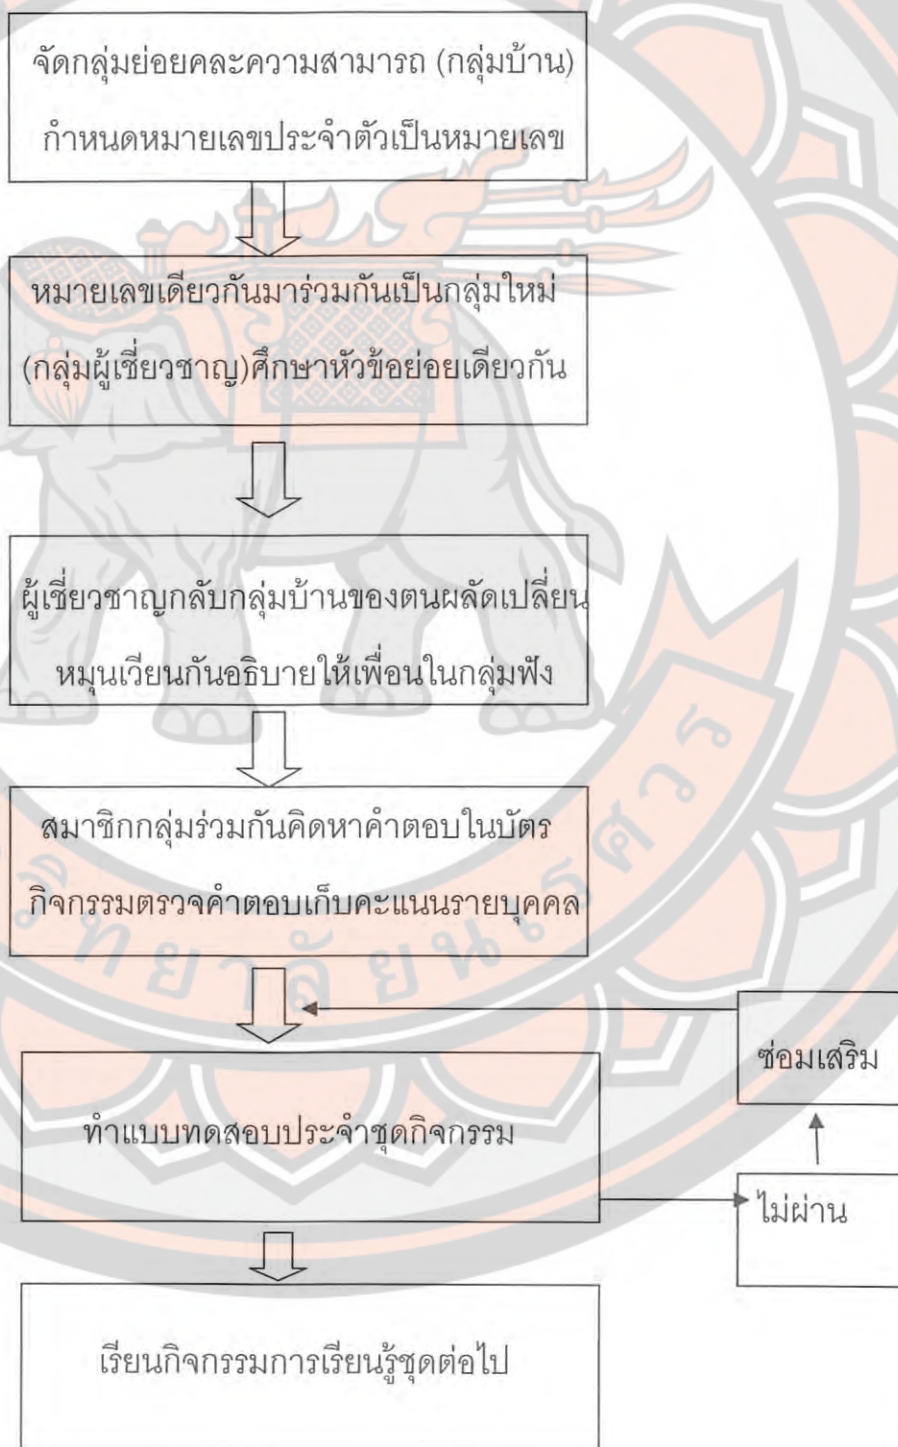 จัดกลุ่มย่อยคละความสามารถ (กลุ่มบ้าน)
กำหนดหมายเลขประจำตัวเป็นหมายเลข
หมายเลขเดียวกันมาร่วมกันเป็นกลุ่มใหม่
(กลุ่มผู้เชี่ยวชาญ)ศึกษาหัวข้อย่อยเดียวกัน
ผู้เชี่ยวชาญกลับกลุ่มบ้านของตนผลัดเปลี่ยน
หมุนเวียนกันอธิบายให้เพื่อนในกลุ่มฟัง
สมาชิกกลุ่มร่วมกันคิดหาคำตอบในบัตร
กิจกรรมตรวจคำตอบเก็บคะแนนรายบุคคล
ซ่อมเสริม
ทำแบบทดสอบประจำชุดกิจกรรม
ไม่ผ่าน
เรียนกิจกรรมการเรียนรู้ชุดต่อไป
วิทยาลัยนเรศวร